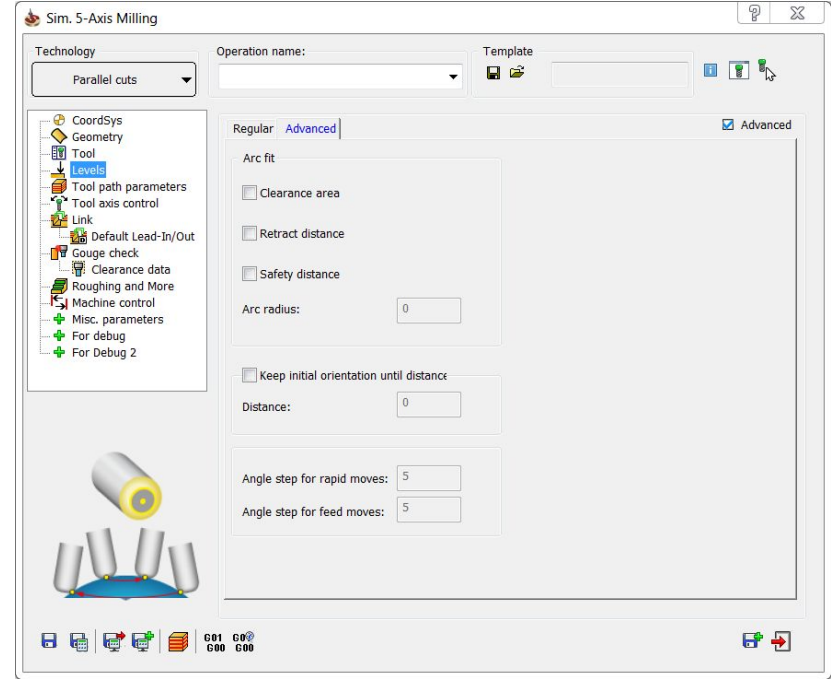 Sim. 5-Axis Milling
Technology
Operation name:
Template
Parallel cuts
CoordSys
Geometry
Tool
Levels
Tool path parameters
Tool axis control
Link
Default Lead-In/Out
Gouge check
Clearance data
Roughing and More
Machine control
Misc. parameters
For debug
For Debug 2
Regular Advanced
Advanced
Arc fit
Clearance area
Retract distance
Safety distance
Arc radius: 0
Keep initial orientation until distance
Distance: 0
Angle step for rapid moves: 5
Angle step for feed moves: 5
G01 G0
G00 G00